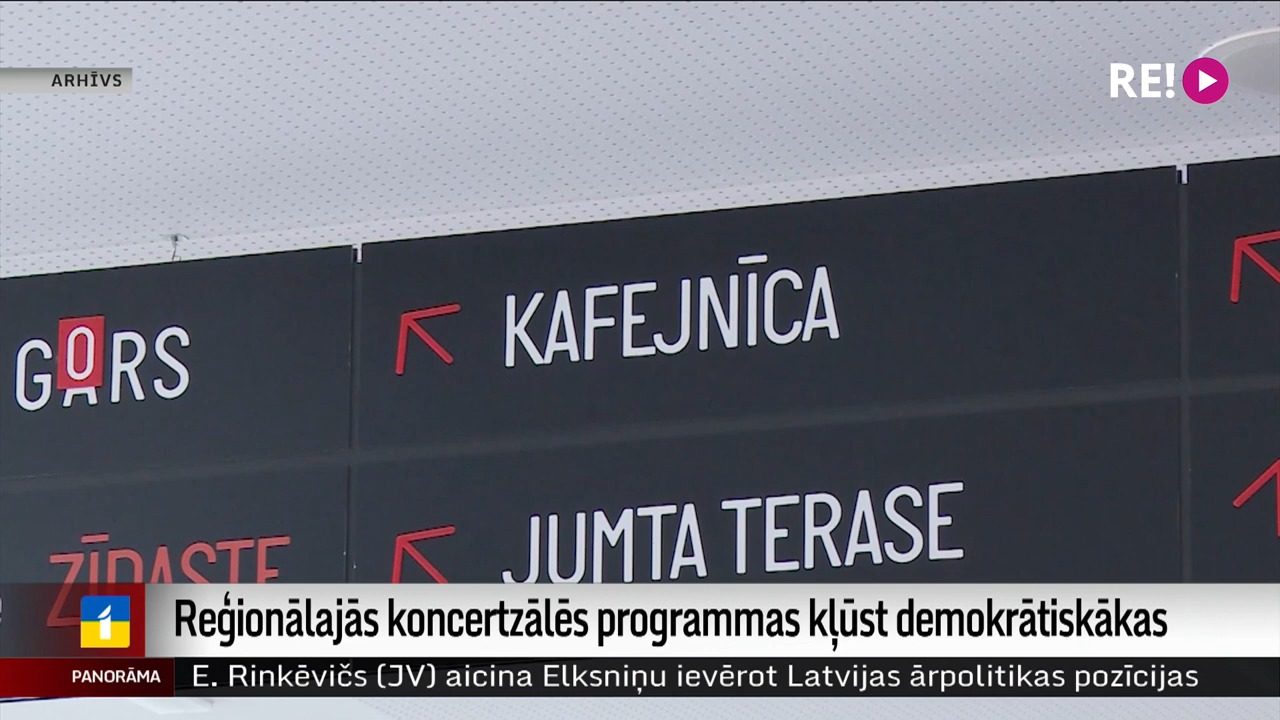 ARHĪVS
RE!
GORS
KAFEJNĪCA
JUMTA TERASE
1
Reģionālajās koncertzālēs programmas kļūst demokrātiskākas
PANORĀMA
E. Rinkēvičs (JV) aicina Elksniņu ievērot Latvijas ārpolitikas pozīcijas